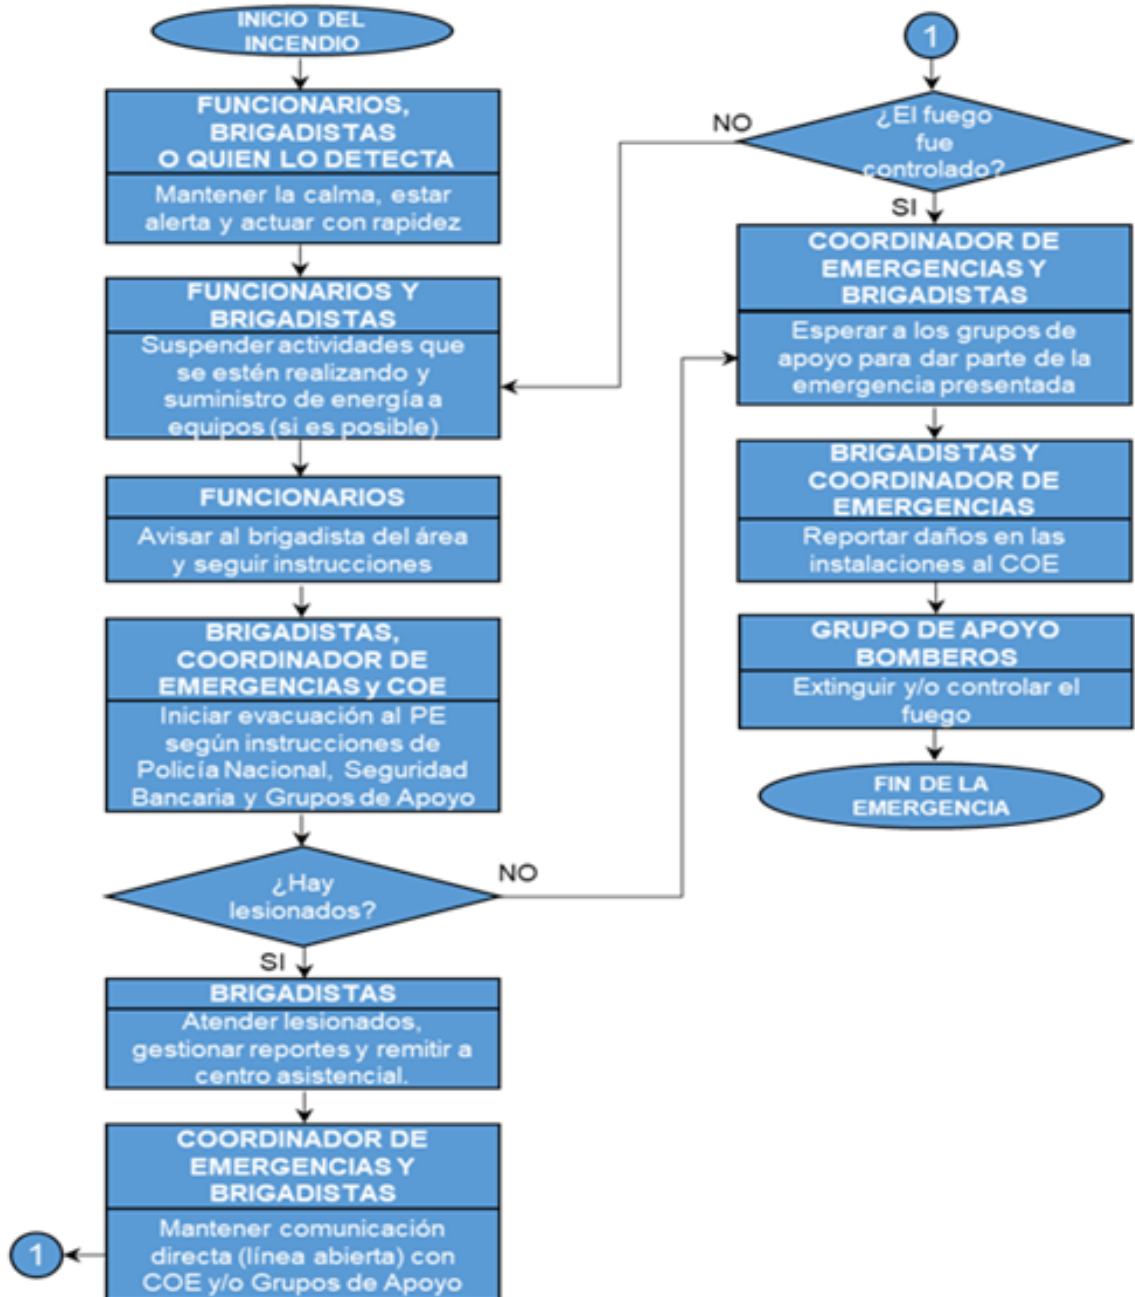 INICIO DEL
INCENDIO
FUNCIONARIOS,
BRIGADISTAS
O QUIEN LO DETECTA
Mantener la calma, estar
alerta y actuar con rapidez
FUNCIONARIOS Y
BRIGADISTAS
Suspender actividades que
se estén realizando y
suministro de energía a
equipos (si es posible)
FUNCIONARIOS
Avisar al brigadista del área
y seguir instrucciones
BRIGADISTAS,
COORDINADOR DE
EMERGENCIAS y COE
Iniciar evacuación al PE
según instrucciones de
Policía Nacional, Seguridad
Bancaria y Grupos de Apoyo
¿Hay
lesionados?
NO
SI
BRIGADISTAS
Atender lesionados,
gestionar reportes y remitir a
centro asistencial.
COORDINADOR DE
EMERGENCIAS Y
BRIGADISTAS
Mantener comunicación
directa (línea abierta) con
COE y/o Grupos de Apoyo
1
1
¿El fuego
fue
controlado?
NO
SI
COORDINADOR DE
EMERGENCIAS Y
BRIGADISTAS
Esperar a los grupos de
apoyo para dar parte de la
emergencia presentada
BRIGADISTAS Y
COORDINADOR DE
EMERGENCIAS
Reportar daños en las
instalaciones al COE
GRUPO DE APOYO
BOMBEROS
Extinguir y/o controlar el
fuego
FIN DE LA
EMERGENCIA